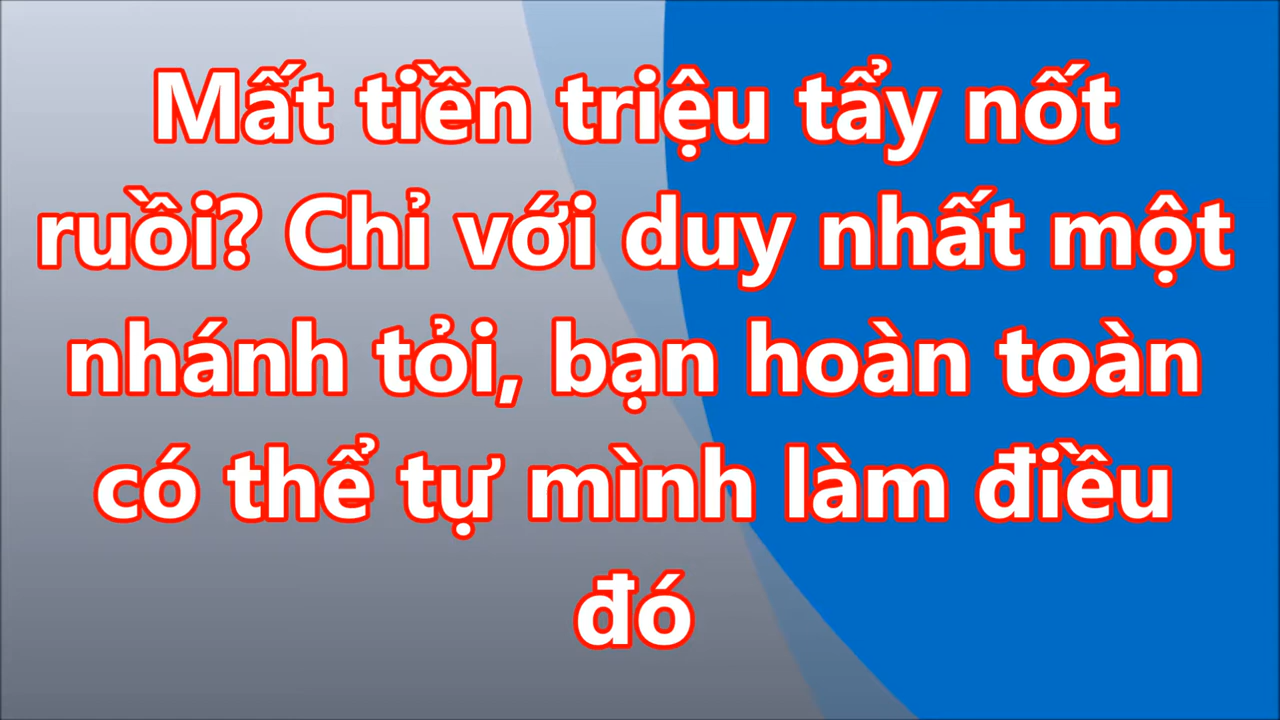 Mất tiền triệu tẩy nốt
ruồi? Chỉ với duy nhất một
nhánh tỏi, bạn hoàn toàn
có thể tự mình làm điều
đó